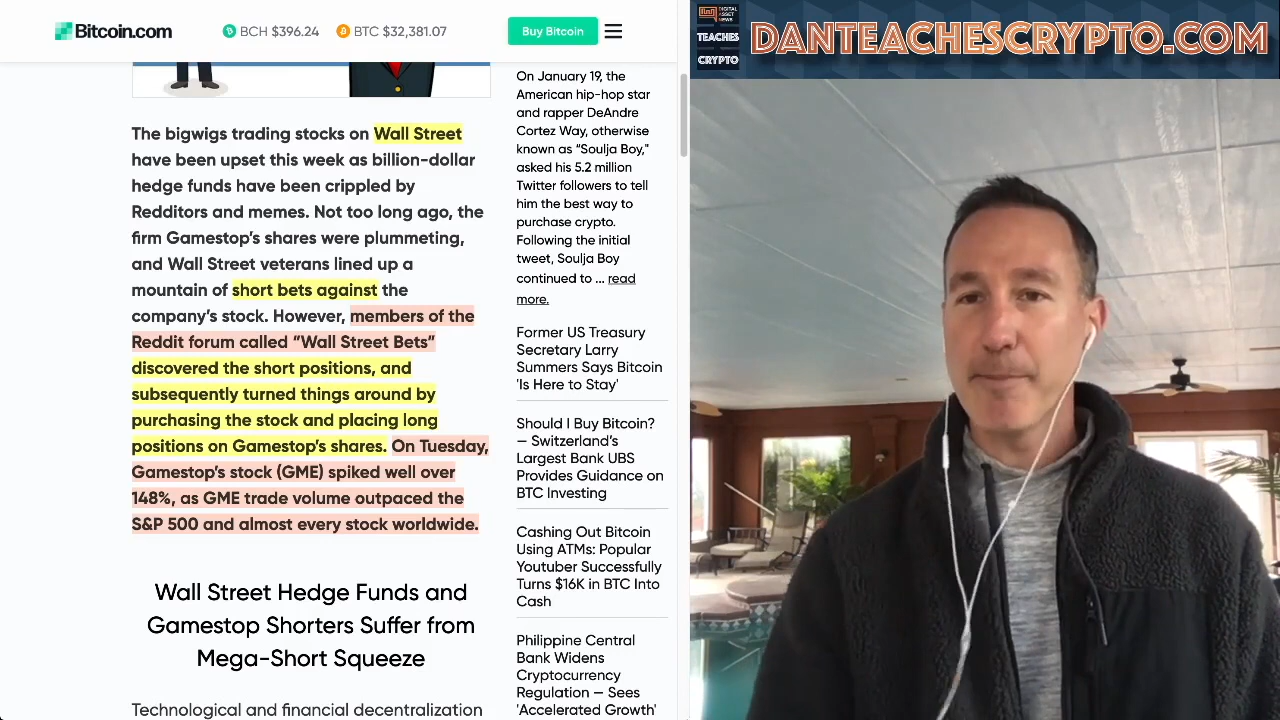 Bitcoin.com
BCH $396.24
BTC $32,381.07
Buy Bitcoin
The bigwigs trading stocks on Wall Street
have been upset this week as billion-dollar
hedge funds have been crippled by
Redditors and memes. Not too long ago, the
firm Gamestop's shares were plummeting,
and Wall Street veterans lined up a
mountain of short bets against the
company's stock. However, members of the
Reddit forum called "Wall Street Bets"
discovered the short positions, and
subsequently turned things around by
purchasing the stock and placing long
positions on Gamestop's shares. On Tuesday,
Gamestop's stock (GME) spiked well over
148%, as GME trade volume outpaced the
S&P 500 and almost every stock worldwide.
Wall Street Hedge Funds and
Gamestop Shorters Suffer from
Mega-Short Squeeze
Technological and financial decentralization
On January 19, the
American hip-hop star
and rapper DeAndre
Cortez Way, otherwise
known as "Soulja Boy,"
asked his 5.2 million
Twitter followers to tell
him the best way to
purchase crypto.
Following the initial
tweet, Soulja Boy
continued to ... read
more.
Former US Treasury
Secretary Larry
Summers Says Bitcoin
'Is Here to Stay'
Should I Buy Bitcoin?
— Switzerland's
Largest Bank UBS
Provides Guidance on
BTC Investing
Cashing Out Bitcoin
Using ATMs: Popular
Youtuber Successfully
Turns $16K in BTC Into
Cash
Philippine Central
Bank Widens
Cryptocurrency
Regulation — Sees
'Accelerated Growth'
DIGITAL
ASSET
NEWS
TEACHES
CRYPTO
DANTEACHESCRYPTO.COM